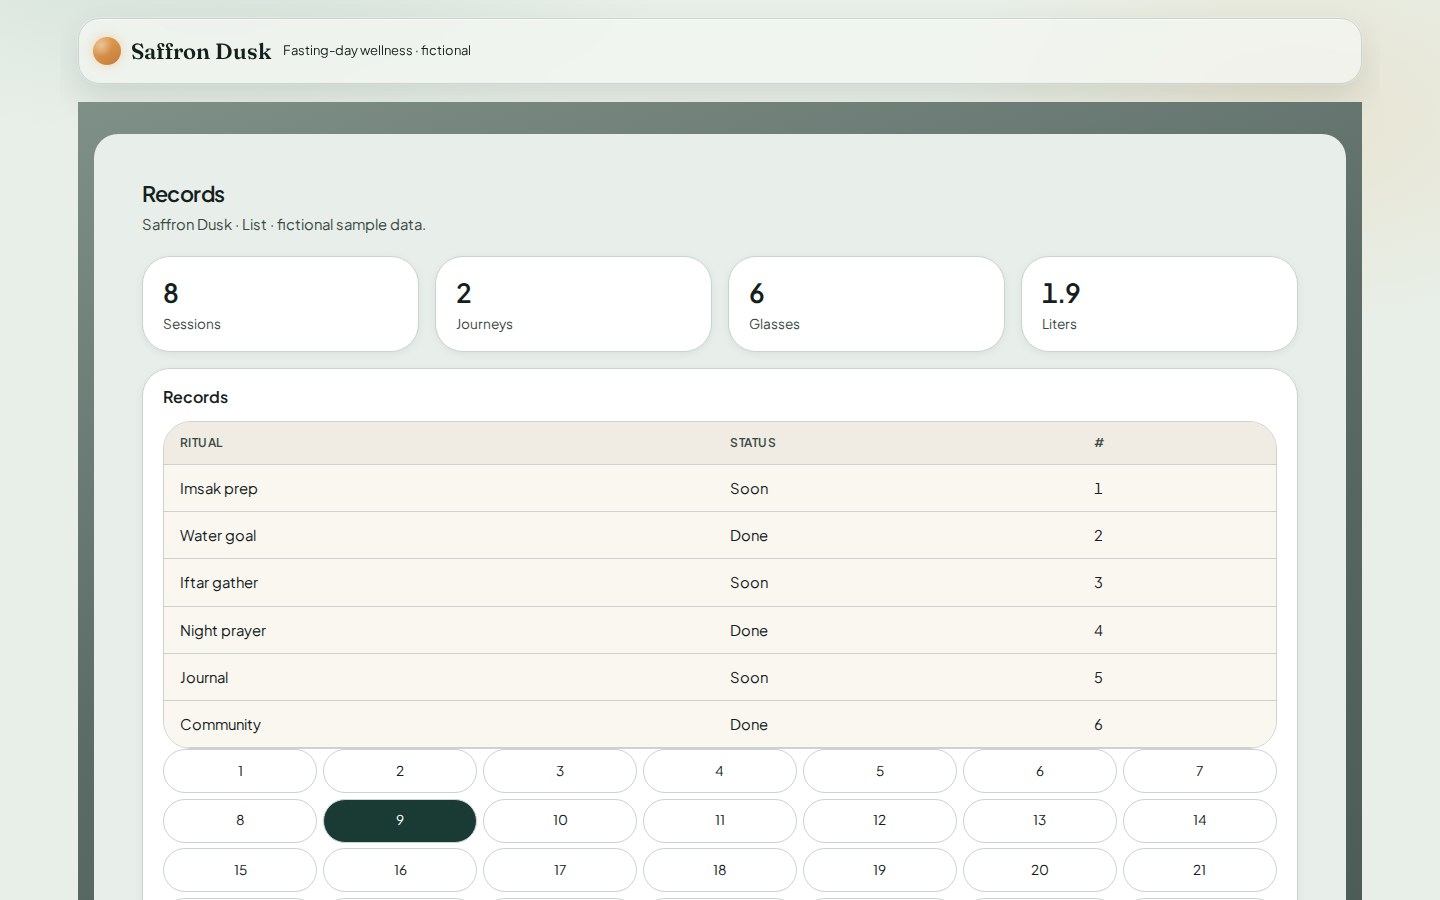 Saffron Dusk Fasting-day wellness · fictional
Records
Saffron Dusk · List · fictional sample data.
8 2 6 1.9
Sessions Journeys Glasses Liters
Records
RITUAL STATUS #
Imsak prep Soon 1
Water goal Done 2
Iftar gather Soon 3
Night prayer Done 4
Journal Soon 5
Community Done 6
1 2 3 4 5 6 7
8 9 10 11 12 13 14
15 16 17 18 19 20 21